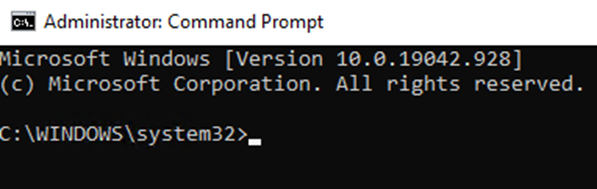 Administrator: Command Prompt
Microsoft Windows [Version 10.0.19042.928]
(c) Microsoft Corporation. All rights reserved.
C:\WINDOWS\system32>